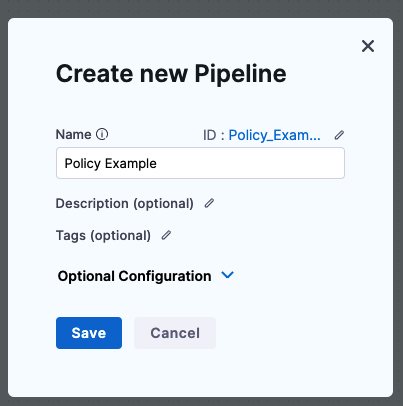 Create new Pipeline
Name ID : Policy_Exam...
Policy Example
Description (optional)
Tags (optional)
Optional Configuration
Save Cancel